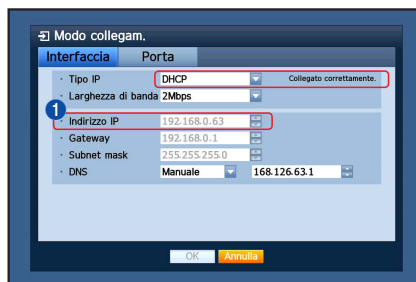 Modo collegam.
Interfaccia Porta
· Tipo IP DHCP Collegato correttamente.
· Larghezza di banda 2Mbps
1
· Indirizzo IP 192.168.0.63
· Gateway 192.168.0.1
· Subnet mask 255.255.255.0
· DNS Manuale 168.126.63.1
OK Annulla